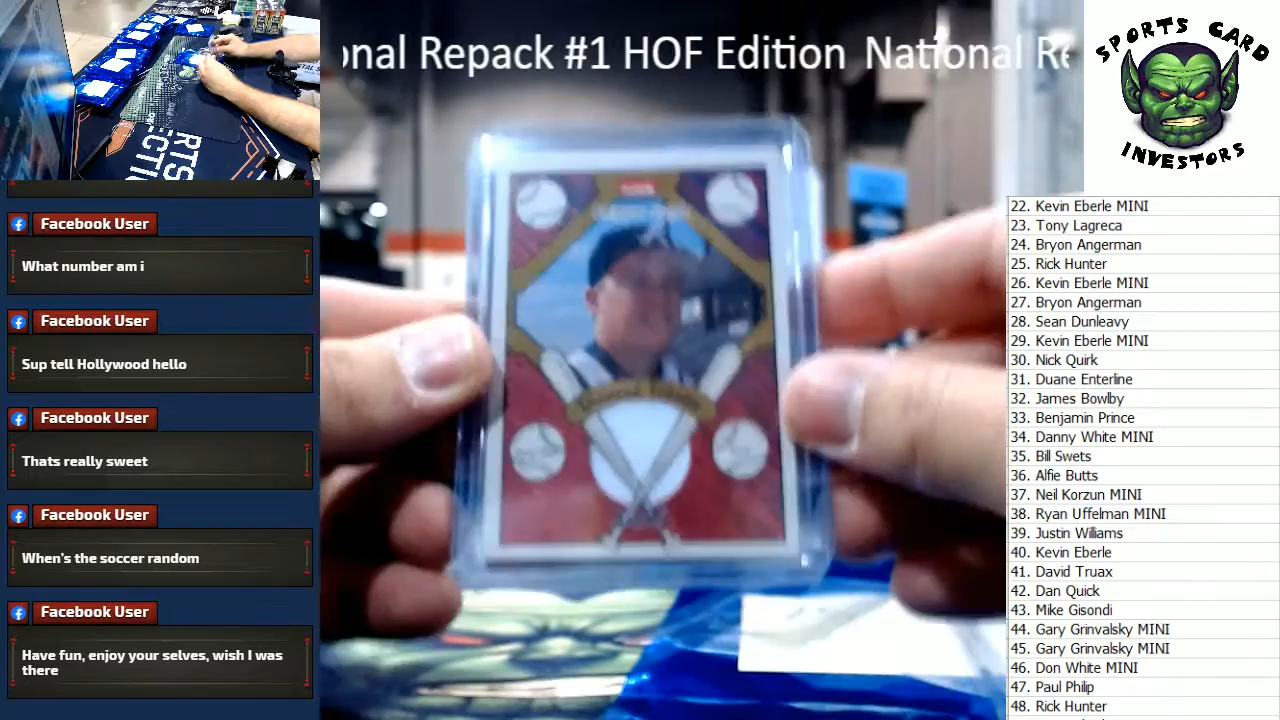 onal Repack #1 HOF Edition National Re
SPORTS CARD
INVESTORS
RTS
ECTI
Facebook User
What number am i
Facebook User
Sup tell Hollywood hello
Facebook User
Thats really sweet
Facebook User
When's the soccer random
Facebook User
Have fun, enjoy your selves, wish I was
there
22. Kevin Eberle MINI
23. Tony Lagreca
24. Bryon Angerman
25. Rick Hunter
26. Kevin Eberle MINI
27. Bryon Angerman
28. Sean Dunleavy
29. Kevin Eberle MINI
30. Nick Quirk
31. Duane Enterline
32. James Bowlby
33. Benjamin Prince
34. Danny White MINI
35. Bill Swets
36. Alfie Butts
37. Neil Korzun MINI
38. Ryan Uffelman MINI
39. Justin Williams
40. Kevin Eberle
41. David Truax
42. Dan Quick
43. Mike Gisondi
44. Gary Grinvalsky MINI
45. Gary Grinvalsky MINI
46. Don White MINI
47. Paul Philip
48. Rick Hunter